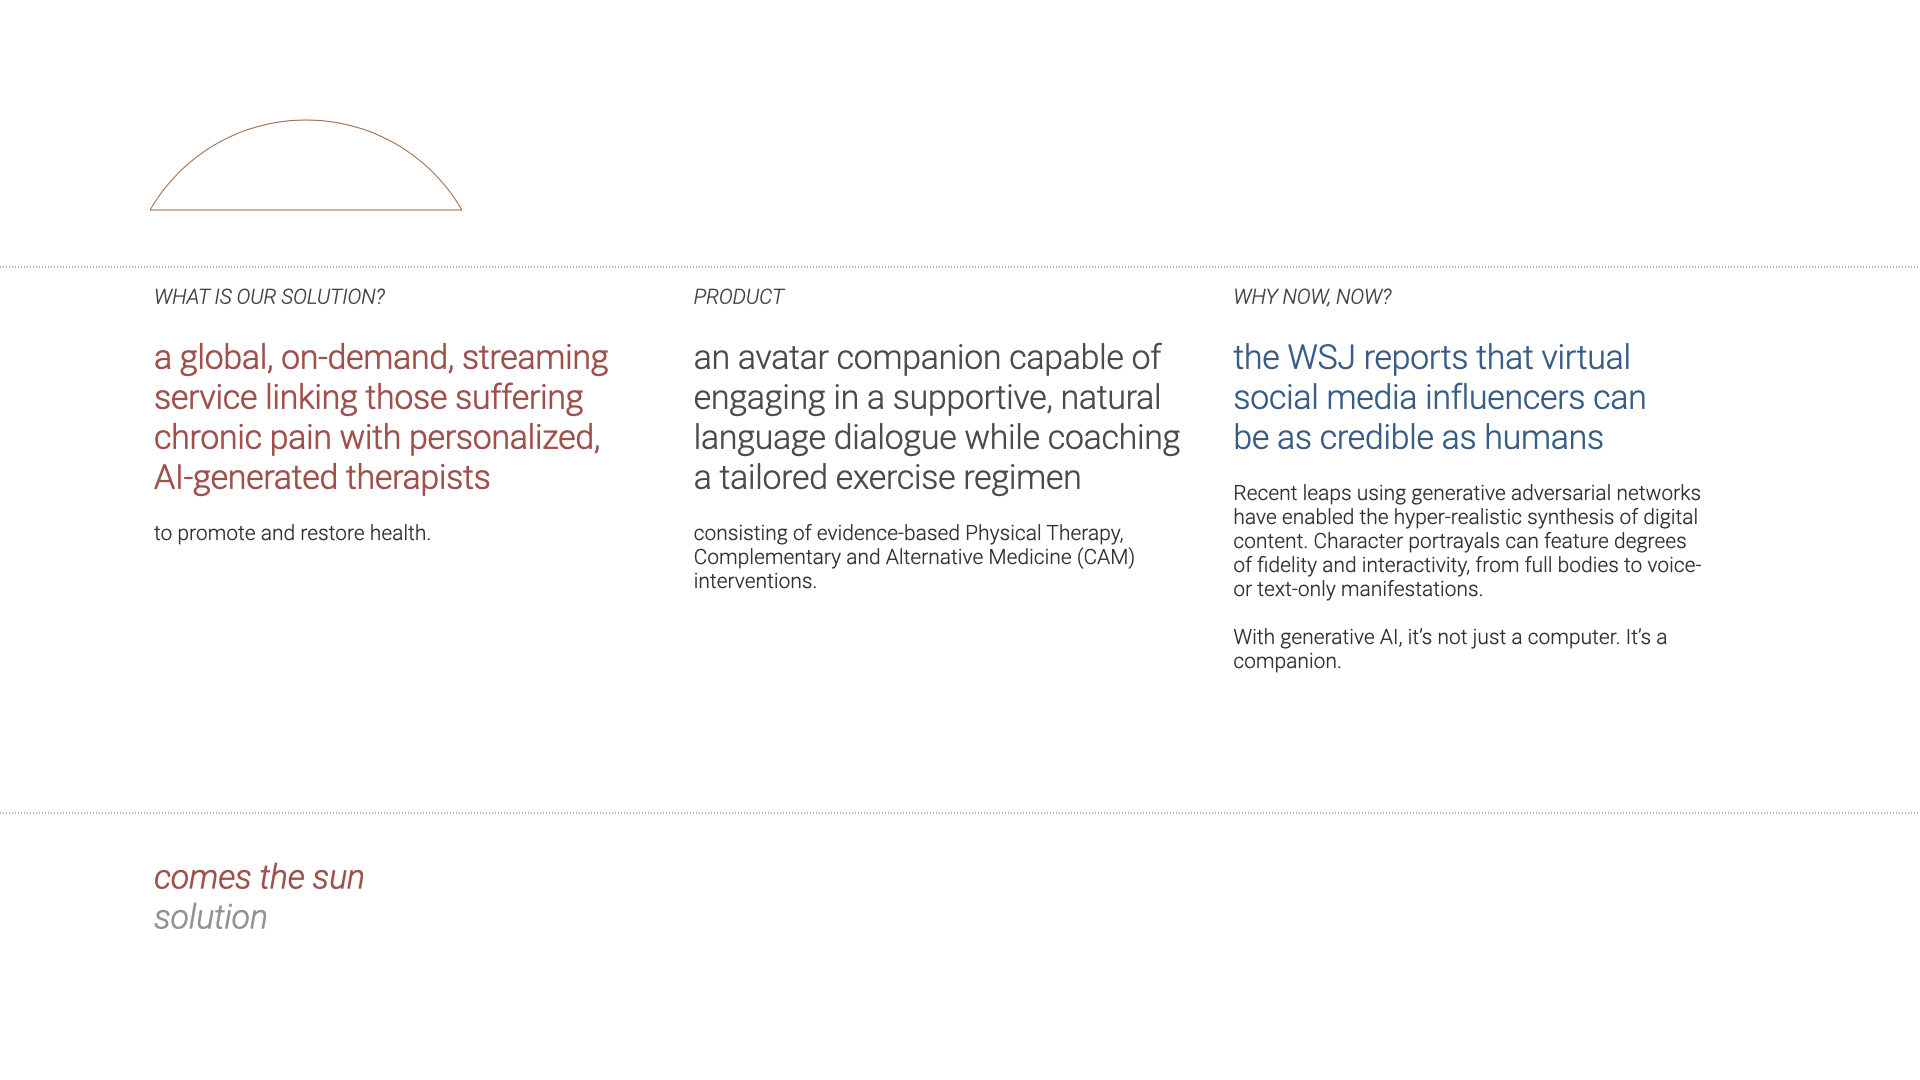 WHAT IS OUR SOLUTION?
a global, on-demand, streaming
service linking those suffering
chronic pain with personalized,
AI-generated therapists
to promote and restore health.
PRODUCT
an avatar companion capable of
engaging in a supportive, natural
language dialogue while coaching
a tailored exercise regimen
consisting of evidence-based Physical Therapy,
Complementary and Alternative Medicine (CAM)
interventions.
WHY NOW, NOW?
the WSJ reports that virtual
social media influencers can
be as credible as humans
Recent leaps using generative adversarial networks
have enabled the hyper-realistic synthesis of digital
content. Character portrayals can feature degrees
of fidelity and interactivity, from full bodies to voice-
or text-only manifestations.
With generative AI, it’s not just a computer. It’s a
companion.
comes the sun
solution